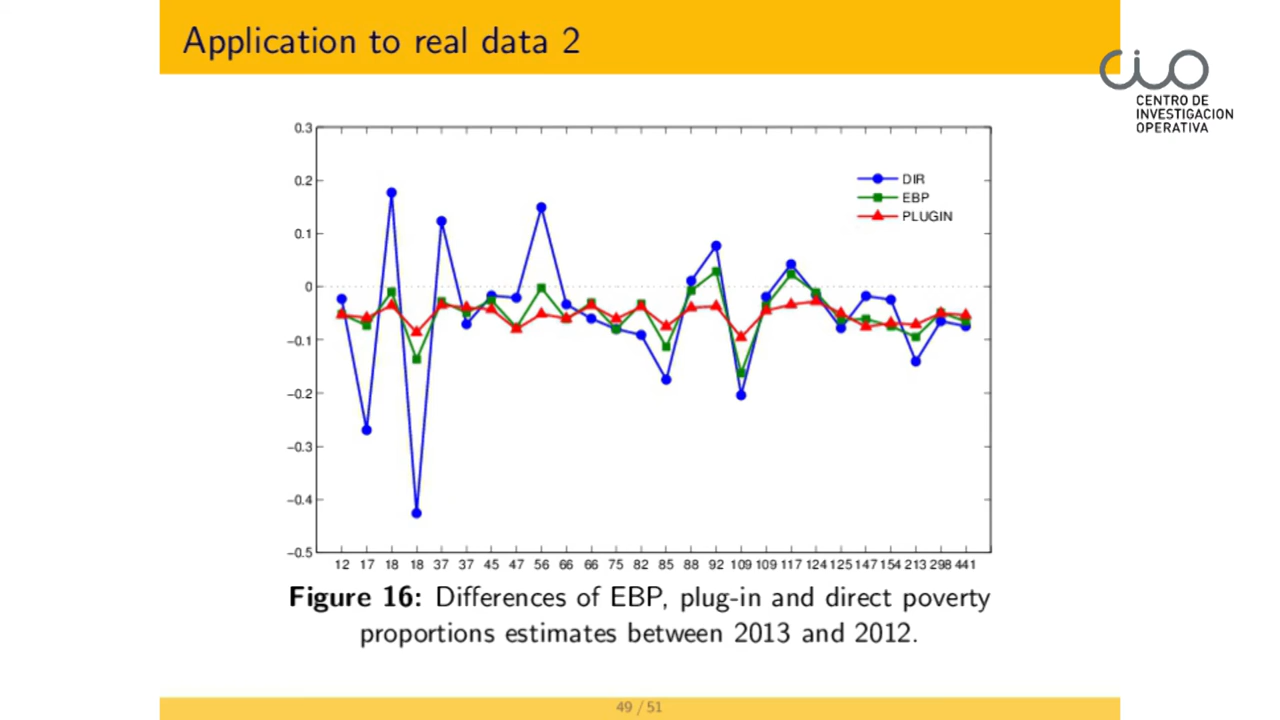 Application to real data 2
CENTRO DE
INVESTIGACION
OPERATIVA
0.3
0.2
0.1
0
−0.1
−0.2
−0.3
−0.4
−0.5
DIR
EBP
PLUGIN
12 17 18 18 37 37 45 47 56 66 66 75 82 85 88 92 109 109 117 124 125 147 154 213 298 441
Figure 16: Differences of EBP, plug-in and direct poverty
proportions estimates between 2013 and 2012.
49 / 51